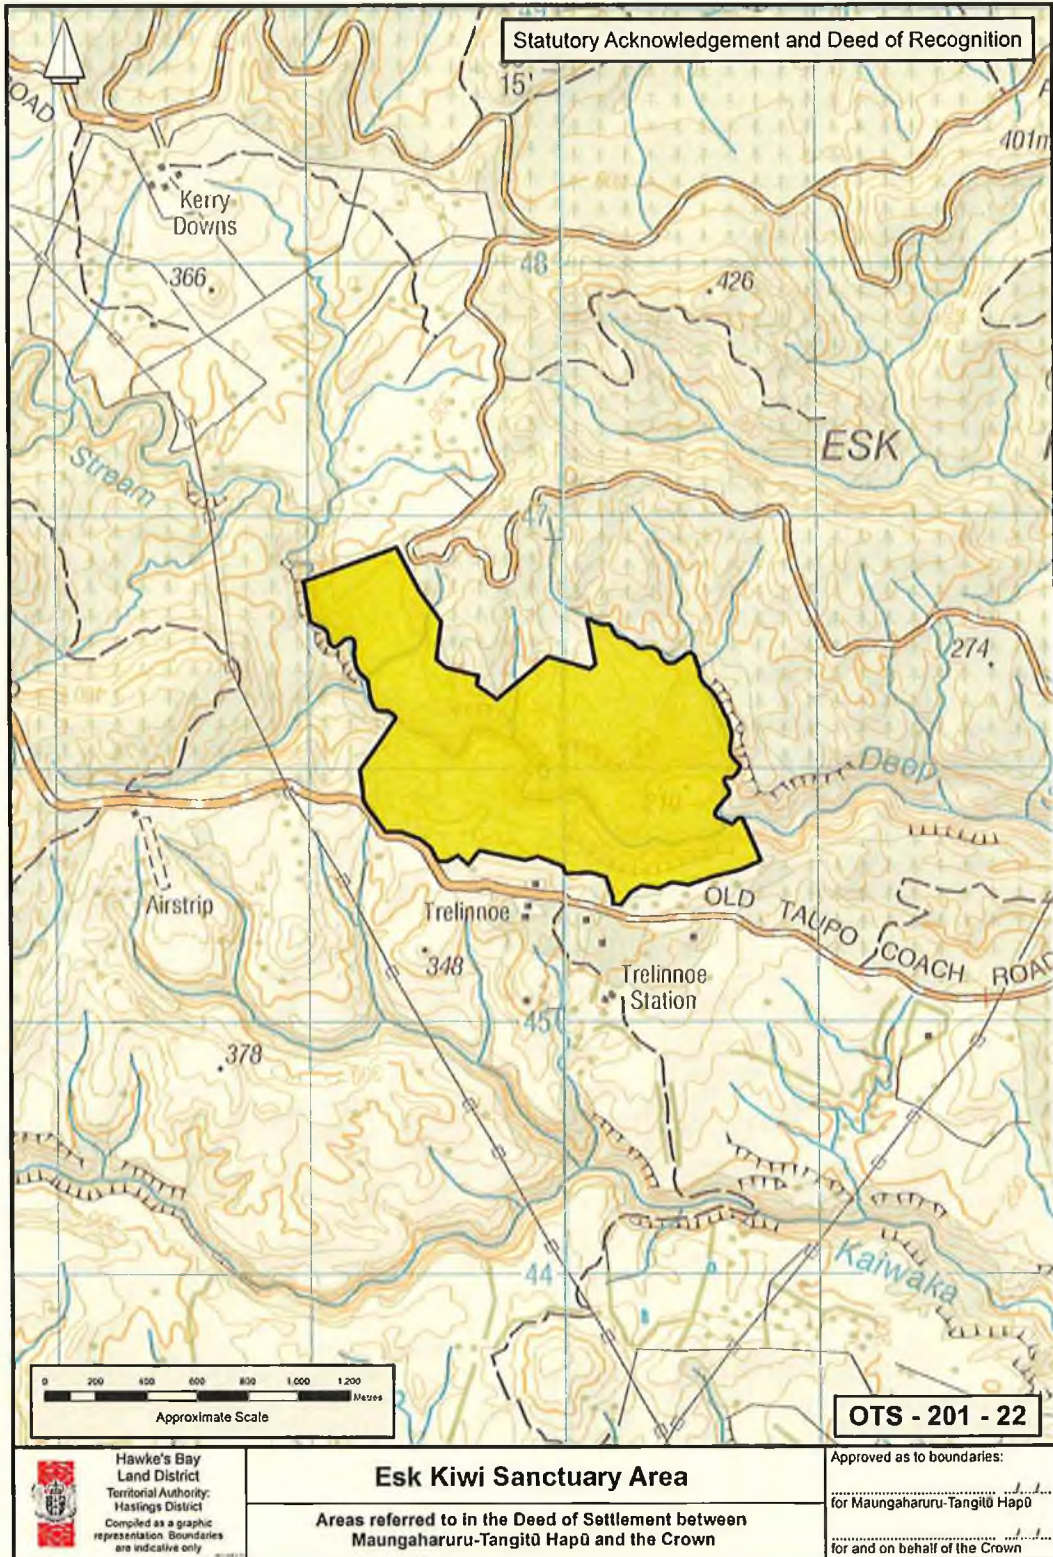 Statutory Acknowledgement and Deed of Recognition
15'
ROAD
401m
Kerry
Downs
366
48
426
ESK
Stream
47
274
Deep
Airstrip
Trelinnoe
OLD TAUPO COACH ROAD
348
Trelinnoe
Station
45
378
Kaiwaka
44
0 200 400 600 800 1,000 1,200
Metres
Approximate Scale
OTS - 201 - 22
Hawke's Bay
Land District
Territorial Authority:
Hastings District
Compiled as a graphic
representation. Boundaries
are indicative only
Esk Kiwi Sanctuary Area
Areas referred to in the Deed of Settlement between
Maungaharuru-Tangitū Hapū and the Crown
Approved as to boundaries:
for Maungaharuru-Tangitū Hapū
for and on behalf of the Crown